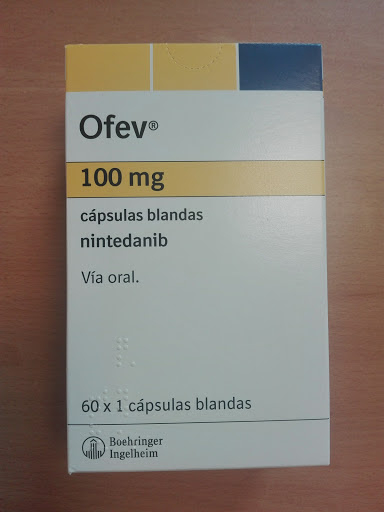 Ofev®
100 mg
cápsulas blandas
nintedanib
Vía oral.
60 x 1 cápsulas blandas
Boehringer
Ingelheim